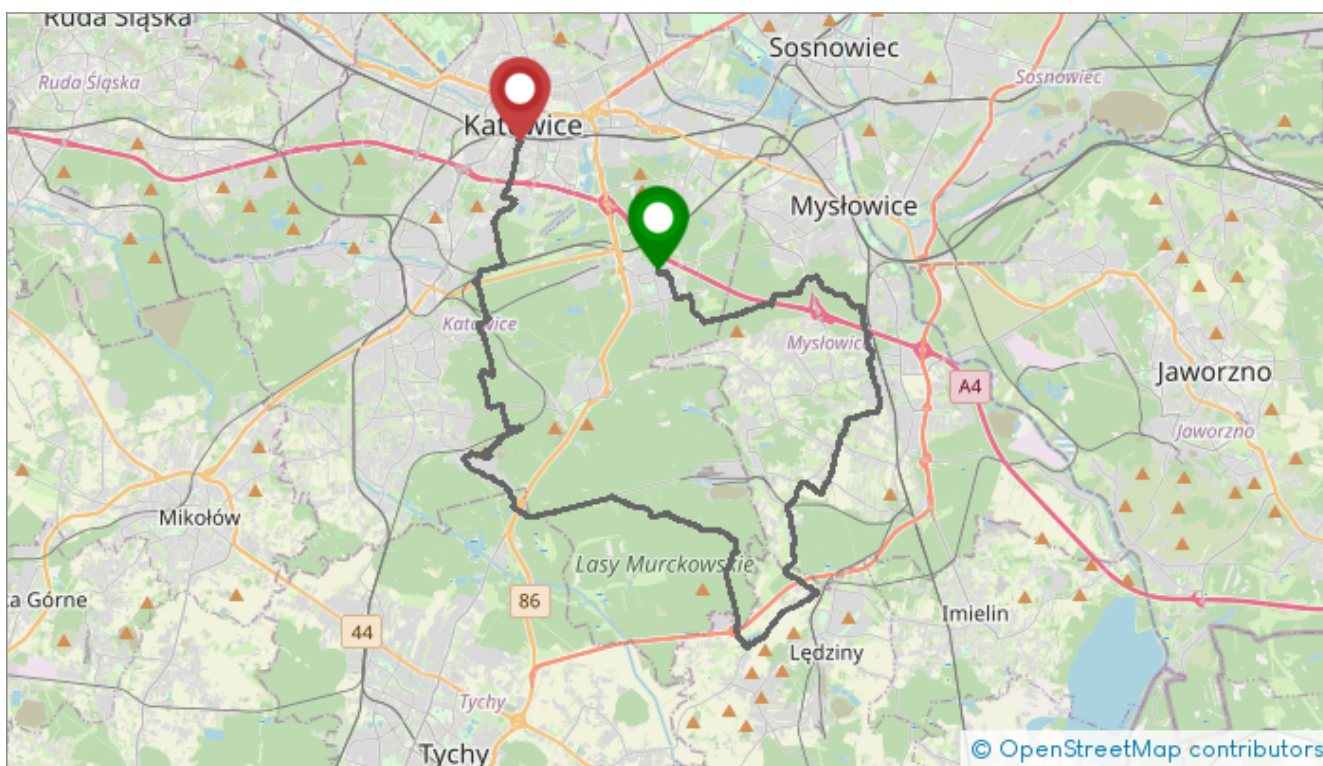 Ruda Śląska
Sosnowiec
Ruda Śląska
Sosnowiec
Katowice
Mysłowice
Katowice
Mysłowice
Jaworzno
A4
Jaworzno
Mikołów
Lasy Murckowskie
86
Imielin
44
Lędziny
Tychy
Tychy
© OpenStreetMap contributors